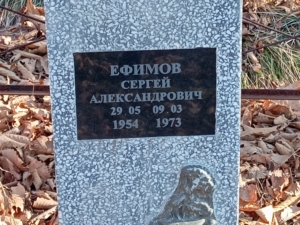 ЕФИМОВ
СЕРГЕЙ
АЛЕКСАНДРОВИЧ
29 05 09 03
1954 1973